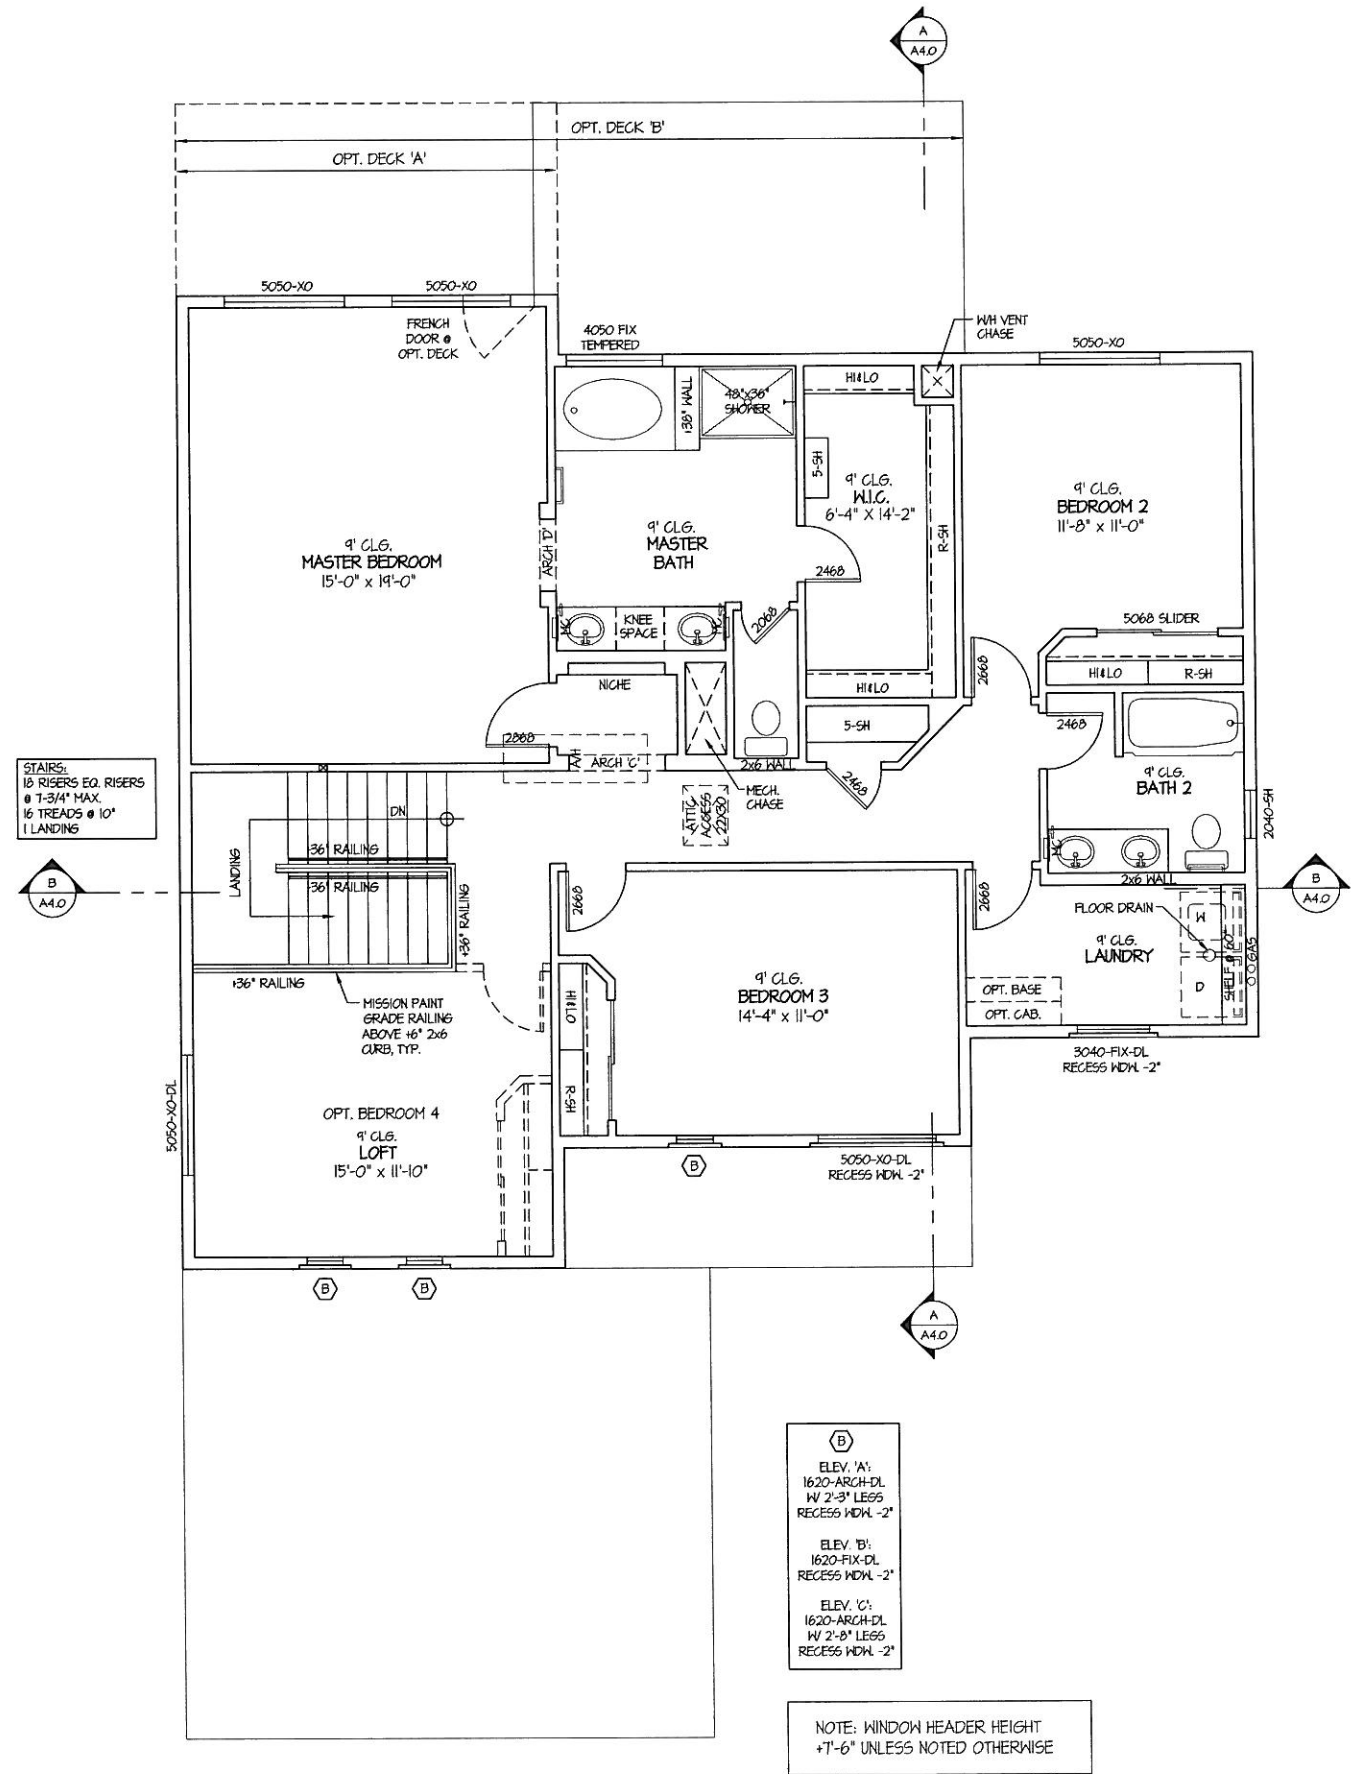 A
A4.0
OPT. DECK 'B'
OPT. DECK 'A'
5050-XO
5050-XO
FRENCH
DOOR @
OPT. DECK
4050 FIX
TEMPERED
W/H VENT
CHASE
5050-XO
+38" WALL
48"x36"
SHOWER
HI&LO
5-SH
9' CLG.
W.I.C.
6'-4" X 14'-2"
R-SH
9' CLG.
BEDROOM 2
11'-8" x 11'-0"
9' CLG.
MASTER BEDROOM
15'-0" x 19'-0"
ARCH 'D'
9' CLG.
MASTER
BATH
2468
MC
KNEE
SPACE
MC
2068
5068 SLIDER
HI&LO
R-SH
2668
NICHE
HI&LO
5-SH
2468
2868
A/H
ARCH 'C'
2x6 WALL
2468
9' CLG.
BATH 2
2040-SH
MECH.
CHASE
ATTIC
ACCESS
22X30
STAIRS:
18 RISERS EQ. RISERS
@ 7-3/4" MAX.
16 TREADS @ 10"
1 LANDING
DN
LANDING
+36" RAILING
+36" RAILING
+36" RAILING
MC
2x6 WALL
B
A4.0
B
A4.0
2668
2668
FLOOR DRAIN
W
D
SHELF @ 60"
GAS
9' CLG.
LAUNDRY
OPT. BASE
OPT. CAB.
+36" RAILING
MISSION PAINT
GRADE RAILING
ABOVE +6" 2x6
CURB, TYP.
HI&LO
R-SH
9' CLG.
BEDROOM 3
14'-4" x 11'-0"
3040-FIX-DL
RECESS WDW. -2"
5050-XO-DL
OPT. BEDROOM 4
9' CLG.
LOFT
15'-0" x 11'-10"
B
5050-XO-DL
RECESS WDW. -2"
B
B
A
A4.0
B
ELEV. 'A':
1620-ARCH-DL
W/ 2'-3" LEGS
RECESS WDW. -2"
ELEV. 'B':
1620-FIX-DL
RECESS WDW. -2"
ELEV. 'C':
1620-ARCH-DL
W/ 2'-8" LEGS
RECESS WDW. -2"
NOTE: WINDOW HEADER HEIGHT
+7'-6" UNLESS NOTED OTHERWISE